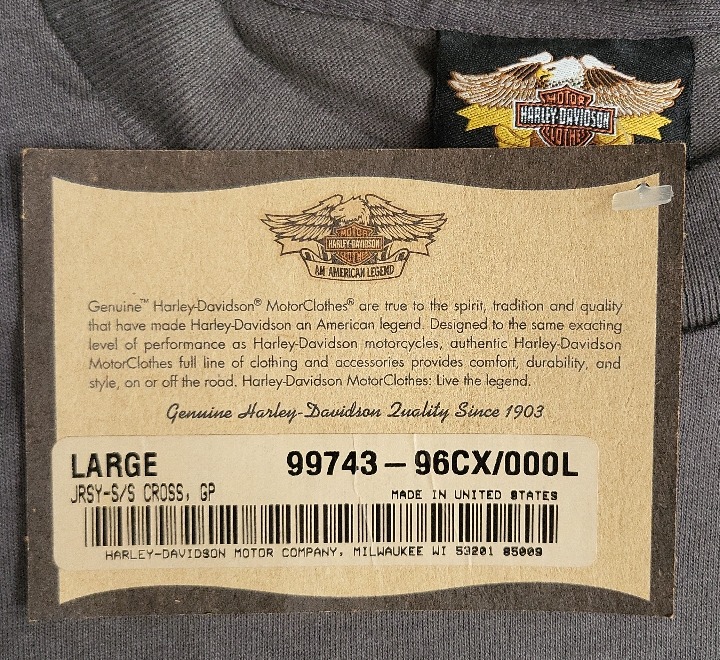 MOTOR
HARLEY-DAVIDSON
CLOTHES
MOTOR
HARLEY-DAVIDSON
CLOTHES
AN AMERICAN LEGEND
Genuine™ Harley-Davidson® MotorClothes® are true to the spirit, tradition and quality
that have made Harley-Davidson an American legend. Designed to the same exacting
level of performance as Harley-Davidson motorcycles, authentic Harley-Davidson
MotorClothes full line of clothing and accessories provides comfort, durability, and
style, on or off the road. Harley-Davidson MotorClothes: Live the legend.
Genuine Harley-Davidson Quality Since 1903
LARGE 99743-96CX/000L
JRSY-S/S CROSS, GP MADE IN UNITED STATES
HARLEY-DAVIDSON MOTOR COMPANY, MILWAUKEE WI 53201 85009